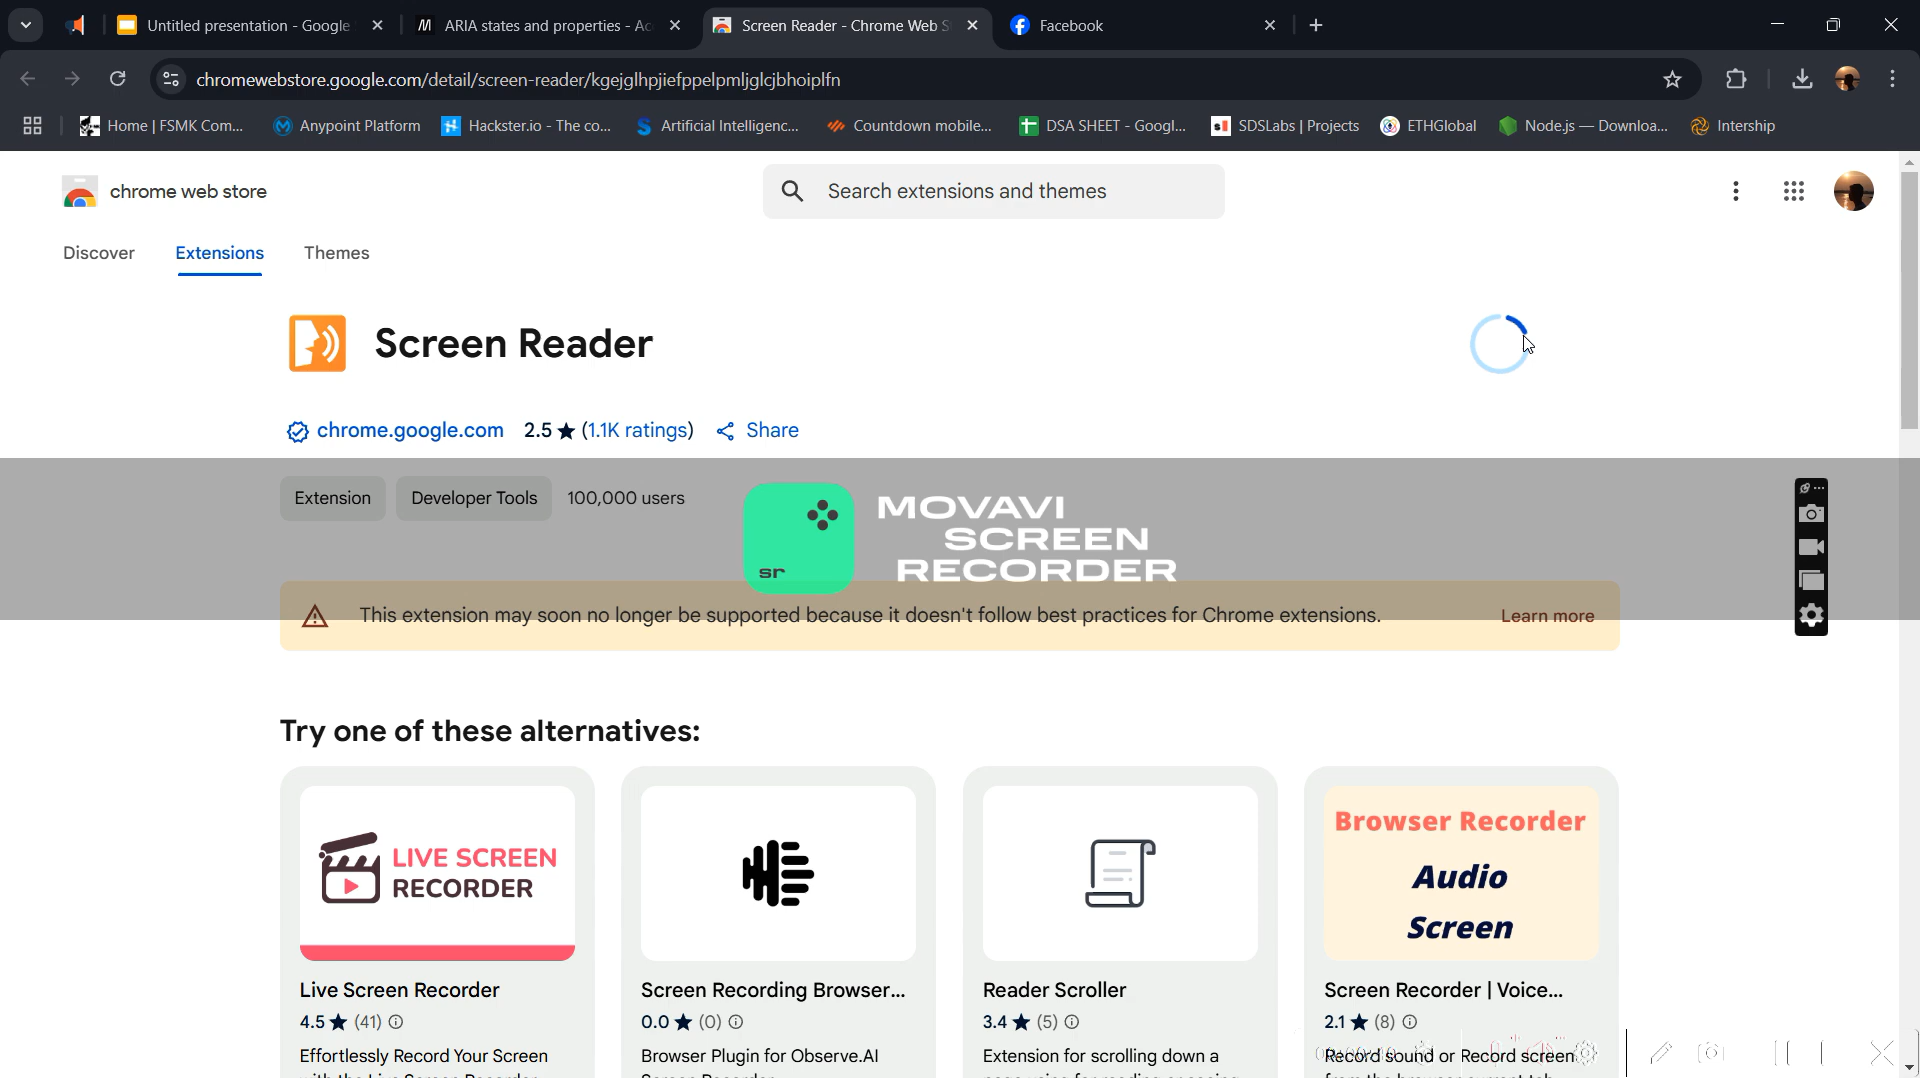 Untitled presentation - Google
ARIA states and properties - Ac
Screen Reader - Chrome Web S
Facebook
chromewebstore.google.com/detail/screen-reader/kgejglhpjiefppelpmljglcjbhoiplfn
Home | FSMK Com...
Anypoint Platform
Hackster.io - The co...
Artificial Intelligenc...
Countdown mobile...
DSA SHEET - Googl...
SDSLabs | Projects
ETHGlobal
Node.js — Downloa...
Intership
chrome web store
Search extensions and themes
Discover
Extensions
Themes
Screen Reader
chrome.google.com
2.5 ★ (1.1K ratings)
Share
Extension
Developer Tools
100,000 users
MOVAVI
SCREEN
RECORDER
sr
This extension may soon no longer be supported because it doesn't follow best practices for Chrome extensions.
Learn more
Try one of these alternatives:
LIVE SCREEN
RECORDER
Browser Recorder
Audio
Screen
Live Screen Recorder
4.5 ★ (41)
Effortlessly Record Your Screen
Screen Recording Browser...
0.0 ★ (0)
Browser Plugin for Observe.AI
Reader Scroller
3.4 ★ (5)
Extension for scrolling down a
Screen Recorder | Voice...
2.1 ★ (8)
Record sound or Record screen